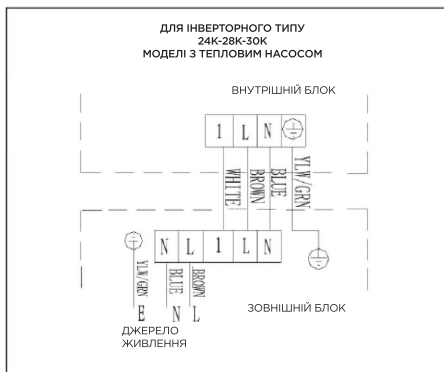 ДЛЯ ІНВЕРТОРНОГО ТИПУ
24K-28K-30K
МОДЕЛІ З ТЕПЛОВИМ НАСОСОМ
ВНУТРІШНІЙ БЛОК
1 L N
WHITE
BROWN
BLUE
YLW/GRN
N L 1 L N
YLW/GRY
BLUE
BROWN
E N L
ЗОВНІШНІЙ БЛОК
ДЖЕРЕЛО
ЖИВЛЕННЯ